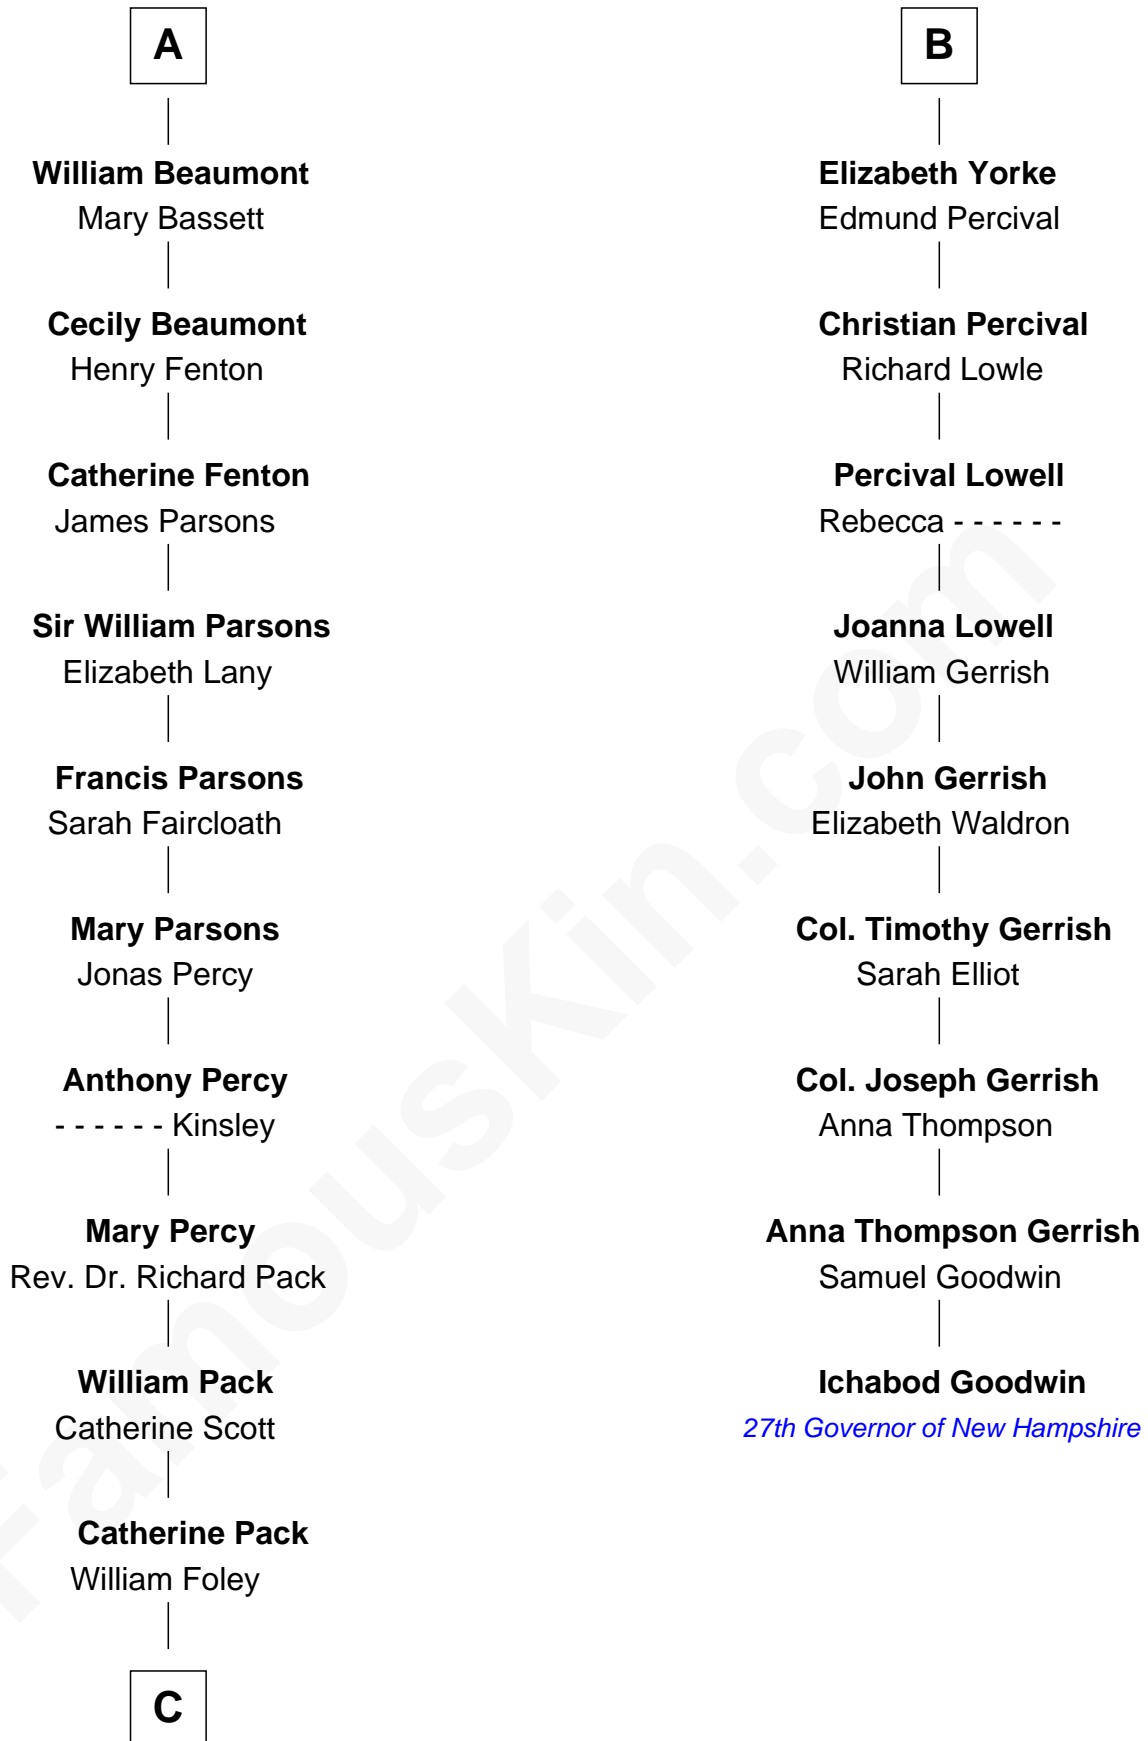 A
William Beaumont
Mary Bassett
Cecily Beaumont
Henry Fenton
Catherine Fenton
James Parsons
Sir William Parsons
Elizabeth Lany
Francis Parsons
Sarah Faircloath
Mary Parsons
Jonas Percy
Anthony Percy
- - - - - - Kinsley
Mary Percy
Rev. Dr. Richard Pack
William Pack
Catherine Scott
Catherine Pack
William Foley
C
B
Elizabeth Yorke
Edmund Percival
Christian Percival
Richard Lowle
Percival Lowell
Rebecca - - - - - -
Joanna Lowell
William Gerrish
John Gerrish
Elizabeth Waldron
Col. Timothy Gerrish
Sarah Elliot
Col. Joseph Gerrish
Anna Thompson
Anna Thompson Gerrish
Samuel Goodwin
Ichabod Goodwin
27th Governor of New Hampshire
FamousKin.com